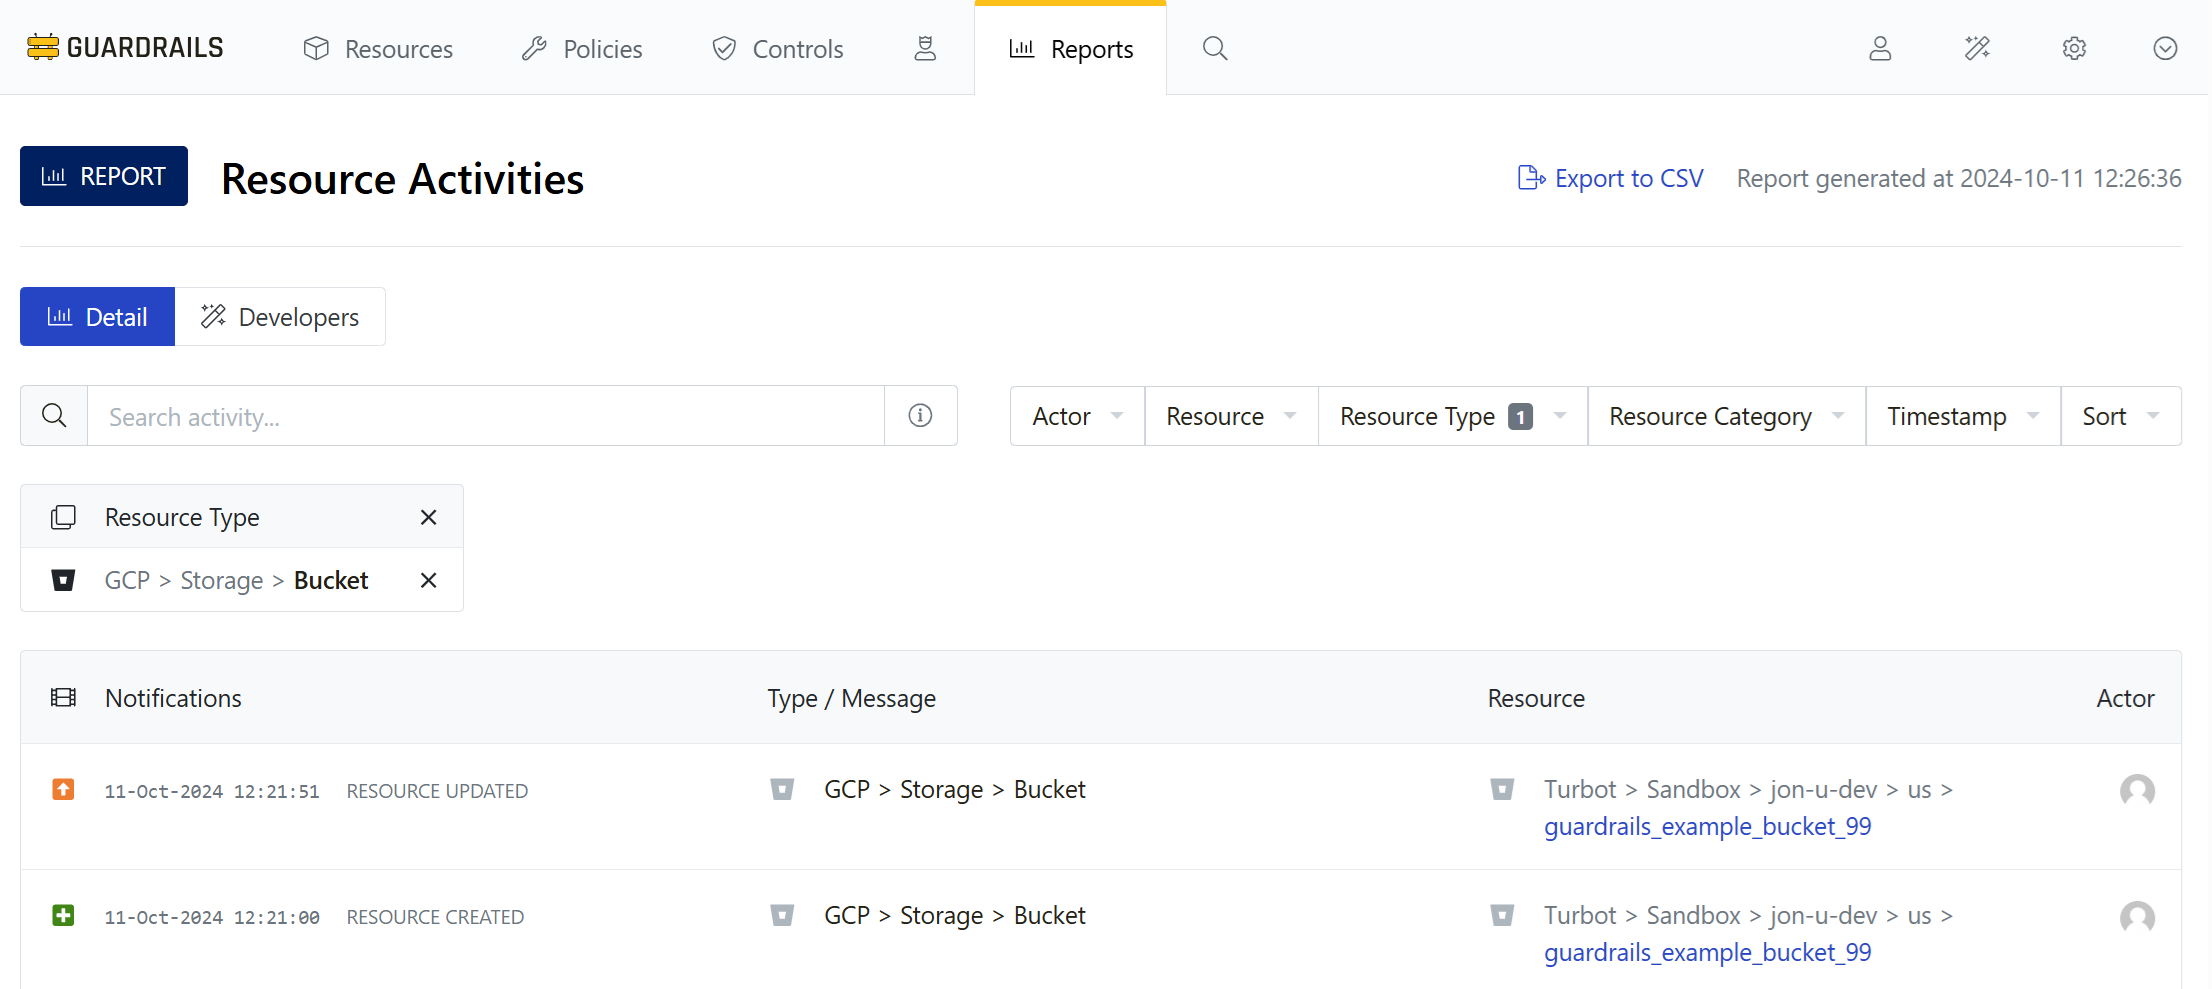 GUARDRAILS Resources Policies Controls Reports
REPORT Resource Activities Export to CSV Report generated at 2024-10-11 12:26:36
Detail Developers
Search activity... Actor Resource Resource Type 1 Resource Category Timestamp Sort
Resource Type
GCP > Storage > Bucket
Notifications Type / Message Resource Actor
11-Oct-2024 12:21:51 RESOURCE UPDATED GCP > Storage > Bucket Turbot > Sandbox > jon-u-dev > us >
guardrails_example_bucket_99
11-Oct-2024 12:21:00 RESOURCE CREATED GCP > Storage > Bucket Turbot > Sandbox > jon-u-dev > us >
guardrails_example_bucket_99